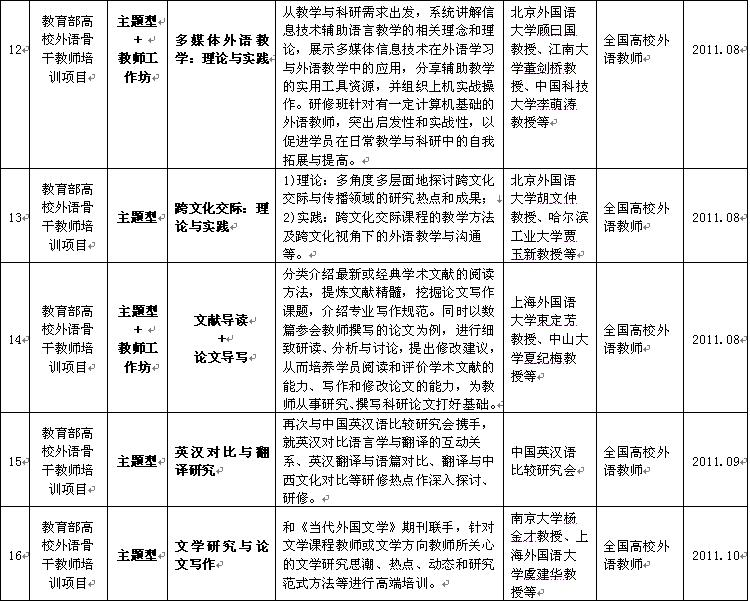 12
教育部高
校外语骨
干教师培
训项目
主题型
+
教师工
作坊
多媒体外语教
学：理论与实践
从教学与科研需求出发，系统讲解信
息技术辅助语言教学的相关理念和理
论，展示多媒体信息技术在外语学习
与外语教学中的应用，分享辅助教学
的实用工具资源，并组织上机实战操
作。研修班针对有一定计算机基础的
外语教师，突出启发性和实战性，以
促进学员在日常教学与科研中的自我
拓展与提高。
北京外国语
大学顾曰国
教授、江南大
学董剑桥教
授、中国科技
大学李萌涛
教授等
全国高校外
语教师
2011.08
13
教育部高
校外语骨
干教师培
训项目
主题型
跨文化交际：理
论与实践
1)理论：多角度多层面地探讨跨文化
交际与传播领域的研究热点和成果；
2)实践：跨文化交际课程的教学方法
及跨文化视角下的外语教学与沟通
等。
北京外国语
大学胡文仲
教授、哈尔滨
工业大学贾
玉新教授等
全国高校外
语教师
2011.08
14
教育部高
校外语骨
干教师培
训项目
主题型
+
教师工
作坊
文献导读
+
论文导写
分类介绍最新或经典学术文献的阅读
方法，提炼文献精髓，挖掘论文写作
课题，介绍专业写作规范。同时以数
篇参会教师撰写的论文为例，进行细
致研读、分析与讨论，提出修改建议，
从而培养学员阅读和评价学术文献的
能力、写作和修改论文的能力，为教
师从事研究、撰写科研论文打好基础。
上海外国语
大学束定芳
教授、中山大
学夏纪梅教
授等
全国高校外
语教师
2011.08
15
教育部高
校外语骨
干教师培
训项目
主题型
英汉对比与翻
译研究
再次与中国英汉语比较研究会携手，
就英汉对比语言学与翻译的互动关
系、英汉翻译与语篇对比、翻译与中
西文化对比等研修热点作深入探讨、
研修。
中国英汉语
比较研究会
全国高校外
语教师
2011.09
16
教育部高
校外语骨
干教师培
训项目
主题型
文学研究与论
文写作
和《当代外国文学》期刊联手，针对
文学课程教师或文学方向教师所关心
的文学研究思潮、热点、动态和研究
范式方法等进行高端培训。
南京大学杨
金才教授、上
海外国语大
学虞建华教
授等
全国高校外
语教师
2011.10